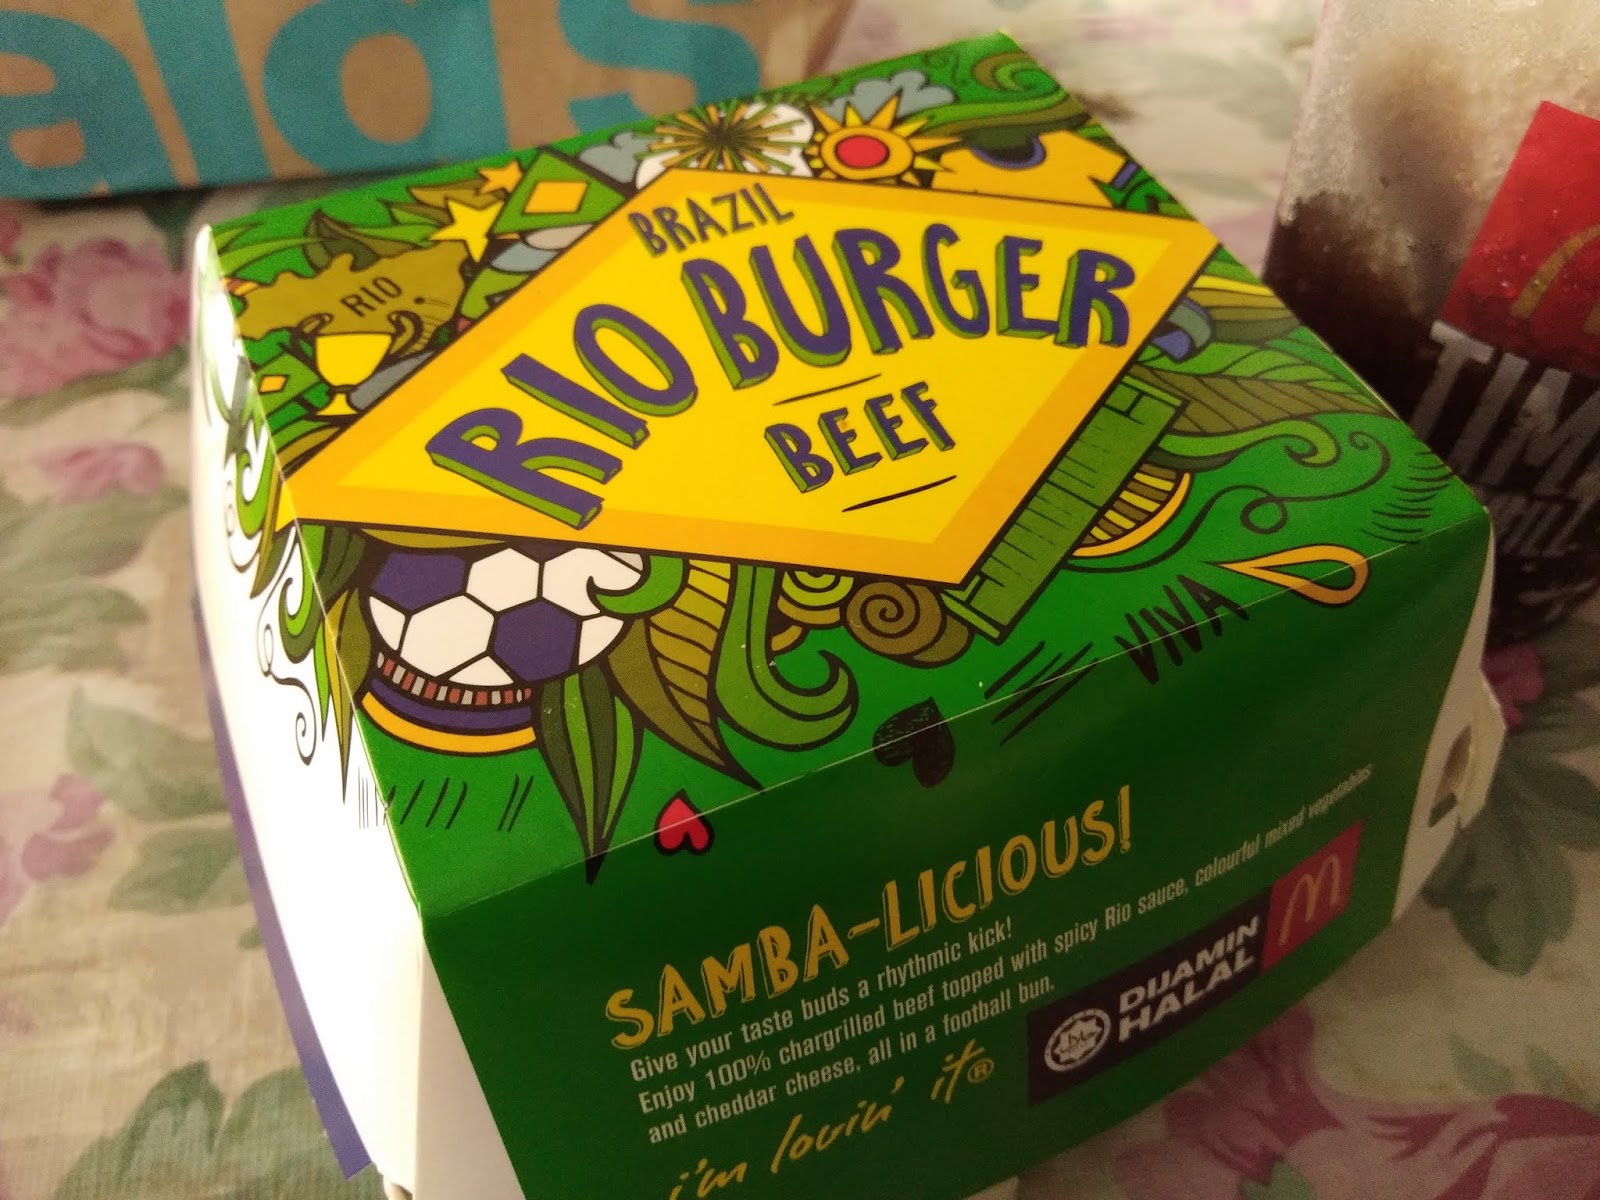 alds
RIO
BRAZIL
RIO BURGER
BEEF
VIVA
SAMBA-LICIOUS!
Give your taste buds a rhythmic kick!
Enjoy 100% chargrilled beef topped with spicy Rio sauce, colourful mixed vegetables
and cheddar cheese, all in a football bun.
i'm lovin' it®
DIJAMIN
HALAL